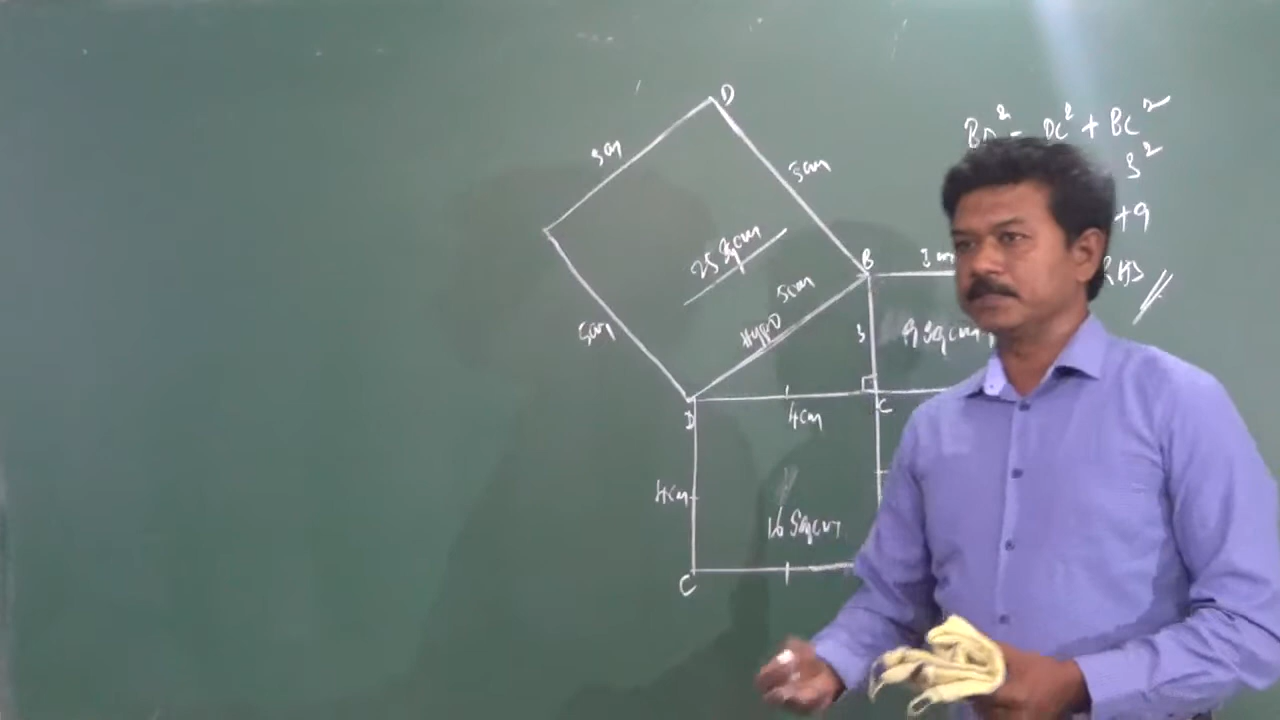 D
5cm
5cm
BD² = DC² + BC²
3²
+9
RHS
25 Sqcm
5cm
Hypo
5cm
B
3 cm
3
9 Sqcm
D
4cm
C
4cm
16 Sqcm
C